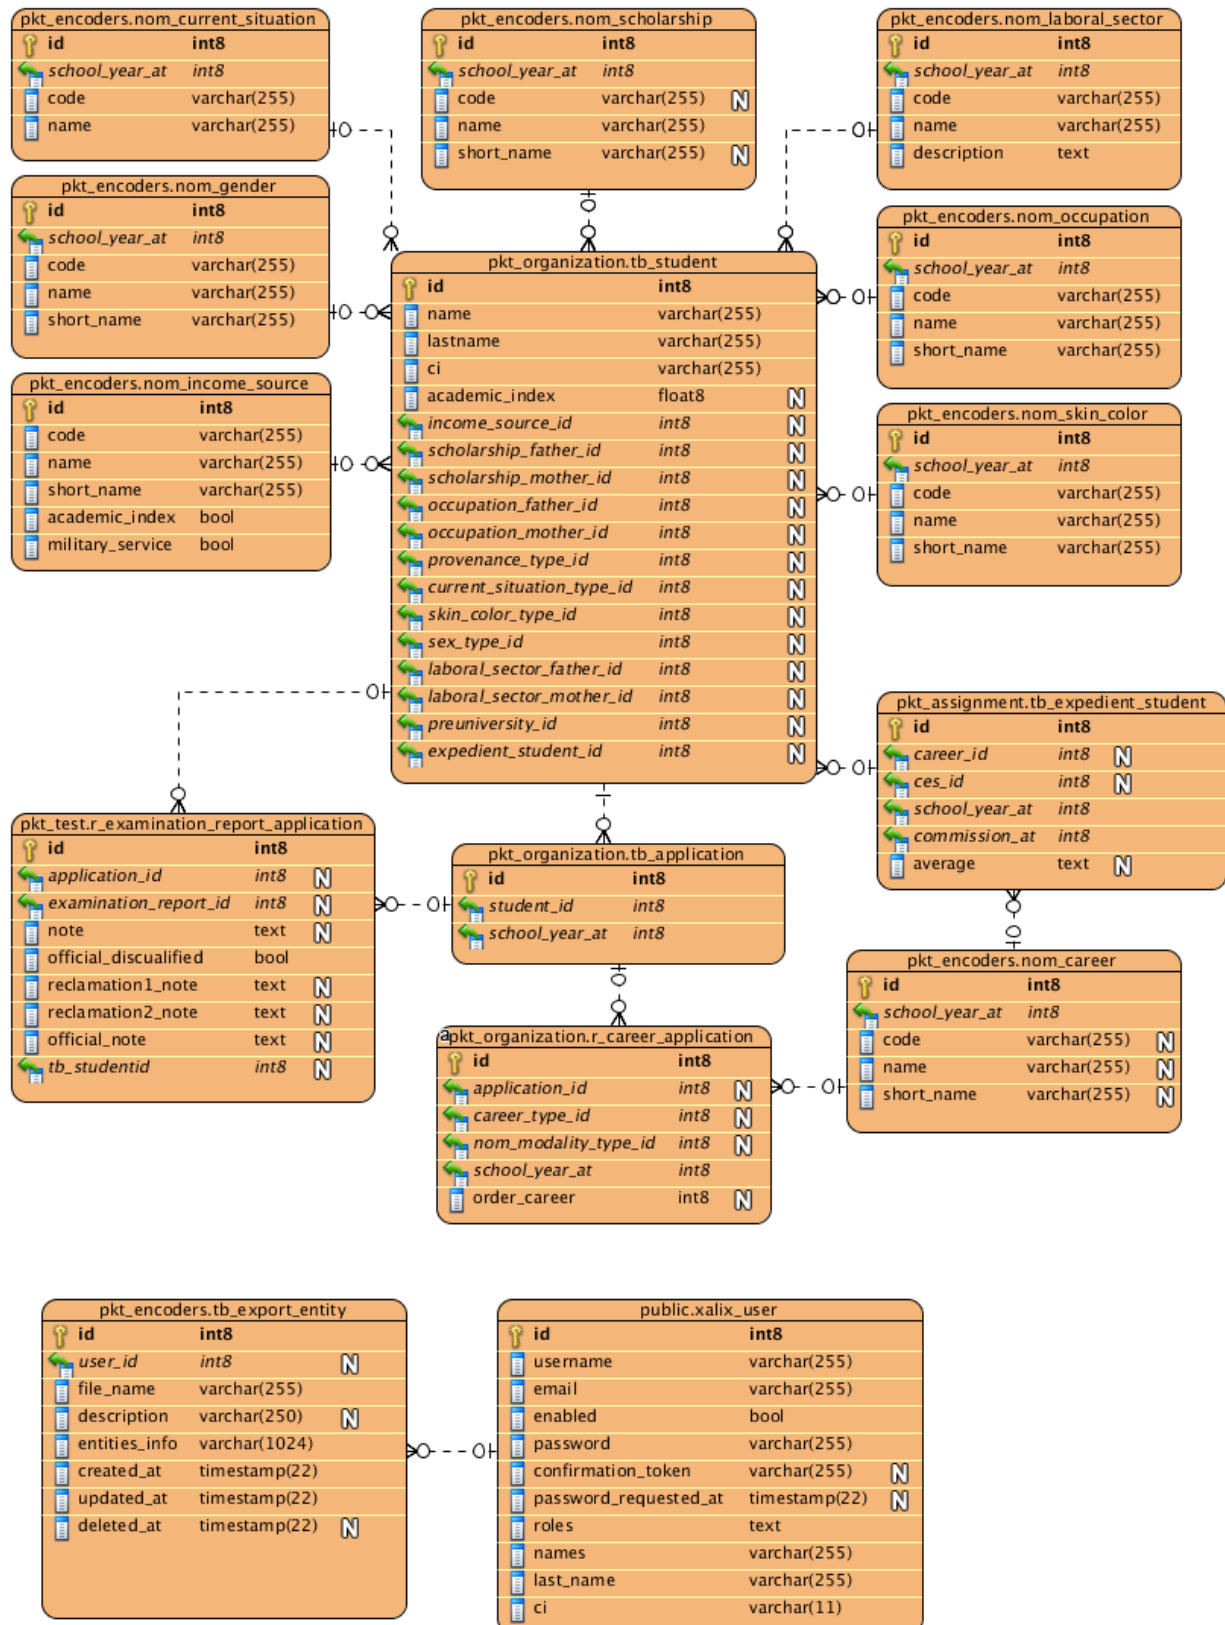 pkt_encoders.nom_current_situation
id int8
school_year_at int8
code varchar(255)
name varchar(255)
pkt_encoders.nom_scholarship
id int8
school_year_at int8
code varchar(255) N
name varchar(255)
short_name varchar(255) N
pkt_encoders.nom_laboral_sector
id int8
school_year_at int8
code varchar(255)
name varchar(255)
description text
pkt_encoders.nom_gender
id int8
school_year_at int8
code varchar(255)
name varchar(255)
short_name varchar(255)
pkt_encoders.nom_occupation
id int8
school_year_at int8
code varchar(255)
name varchar(255)
short_name varchar(255)
pkt_organization.tb_student
id int8
name varchar(255)
lastname varchar(255)
ci varchar(255)
academic_index float8 N
income_source_id int8 N
scholarship_father_id int8 N
scholarship_mother_id int8 N
occupation_father_id int8 N
occupation_mother_id int8 N
provenance_type_id int8 N
current_situation_type_id int8 N
skin_color_type_id int8 N
sex_type_id int8 N
laboral_sector_father_id int8 N
laboral_sector_mother_id int8 N
preuniversity_id int8 N
expedient_student_id int8 N
pkt_encoders.nom_income_source
id int8
code varchar(255)
name varchar(255)
short_name varchar(255)
academic_index bool
military_service bool
pkt_encoders.nom_skin_color
id int8
school_year_at int8
code varchar(255)
name varchar(255)
short_name varchar(255)
pkt_assignment.tb_expedient_student
id int8
career_id int8 N
ces_id int8 N
school_year_at int8
commission_at int8
average text N
pkt_test.r_examination_report_application
id int8
application_id int8 N
examination_report_id int8 N
note text N
official_discualified bool
reclamation1_note text N
reclamation2_note text N
official_note text N
tb_studentid int8 N
pkt_organization.tb_application
id int8
student_id int8
school_year_at int8
pkt_encoders.nom_career
id int8
school_year_at int8
code varchar(255) N
name varchar(255) N
short_name varchar(255) N
apkt_organization.r_career_application
id int8
application_id int8 N
career_type_id int8 N
nom_modality_type_id int8 N
school_year_at int8
order_career int8 N
pkt_encoders.tb_export_entity
id int8
user_id int8 N
file_name varchar(255)
description varchar(250) N
entities_info varchar(1024)
created_at timestamp(22)
updated_at timestamp(22)
deleted_at timestamp(22) N
public.xalix_user
id int8
username varchar(255)
email varchar(255)
enabled bool
password varchar(255)
confirmation_token varchar(255) N
password_requested_at timestamp(22) N
roles text
names varchar(255)
last_name varchar(255)
ci varchar(11)